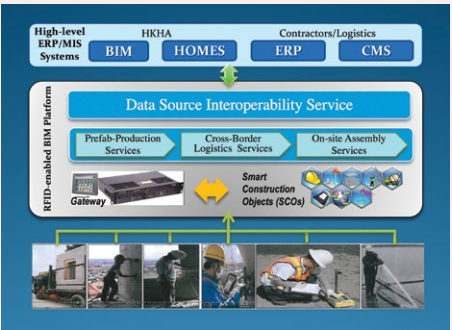 High-level
ERP/MIS
Systems
HKHA
Contractors/Logistics
BIM
HOMES
ERP
CMS
RFID-enabled BIM Platform
Data Source Interoperability Service
Prefab-Production
Services
Cross-Border
Logistics Services
On-site Assembly
Services
Gateway
Smart
Construction
Objects (SCOs)